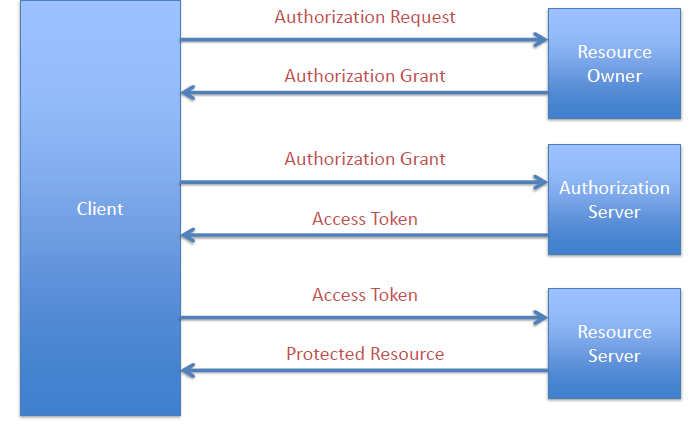 Authorization Request
Resource
Owner
Authorization Grant
Authorization Grant
Authorization
Server
Client
Access Token
Access Token
Resource
Server
Protected Resource